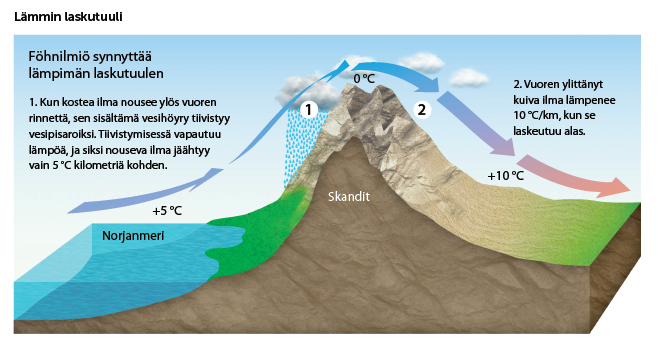 Lämmin laskutuuli
Föhnilmiö synnyttää
lämpimän laskutuulen
1. Kun kostea ilma nousee ylös vuoren
rinnettä, sen sisältämä vesihöyry tiivistyy
vesipisaroiksi. Tiivistymisessä vapautuu
lämpöä, ja siksi nouseva ilma jäähtyy
vain 5 °C kilometriä kohden.
0 °C
1
2
2. Vuoren ylittänyt
kuiva ilma lämpenee
10 °C/km, kun se
laskeutuu alas.
+5 °C
+10 °C
Skandit
Norjanmeri